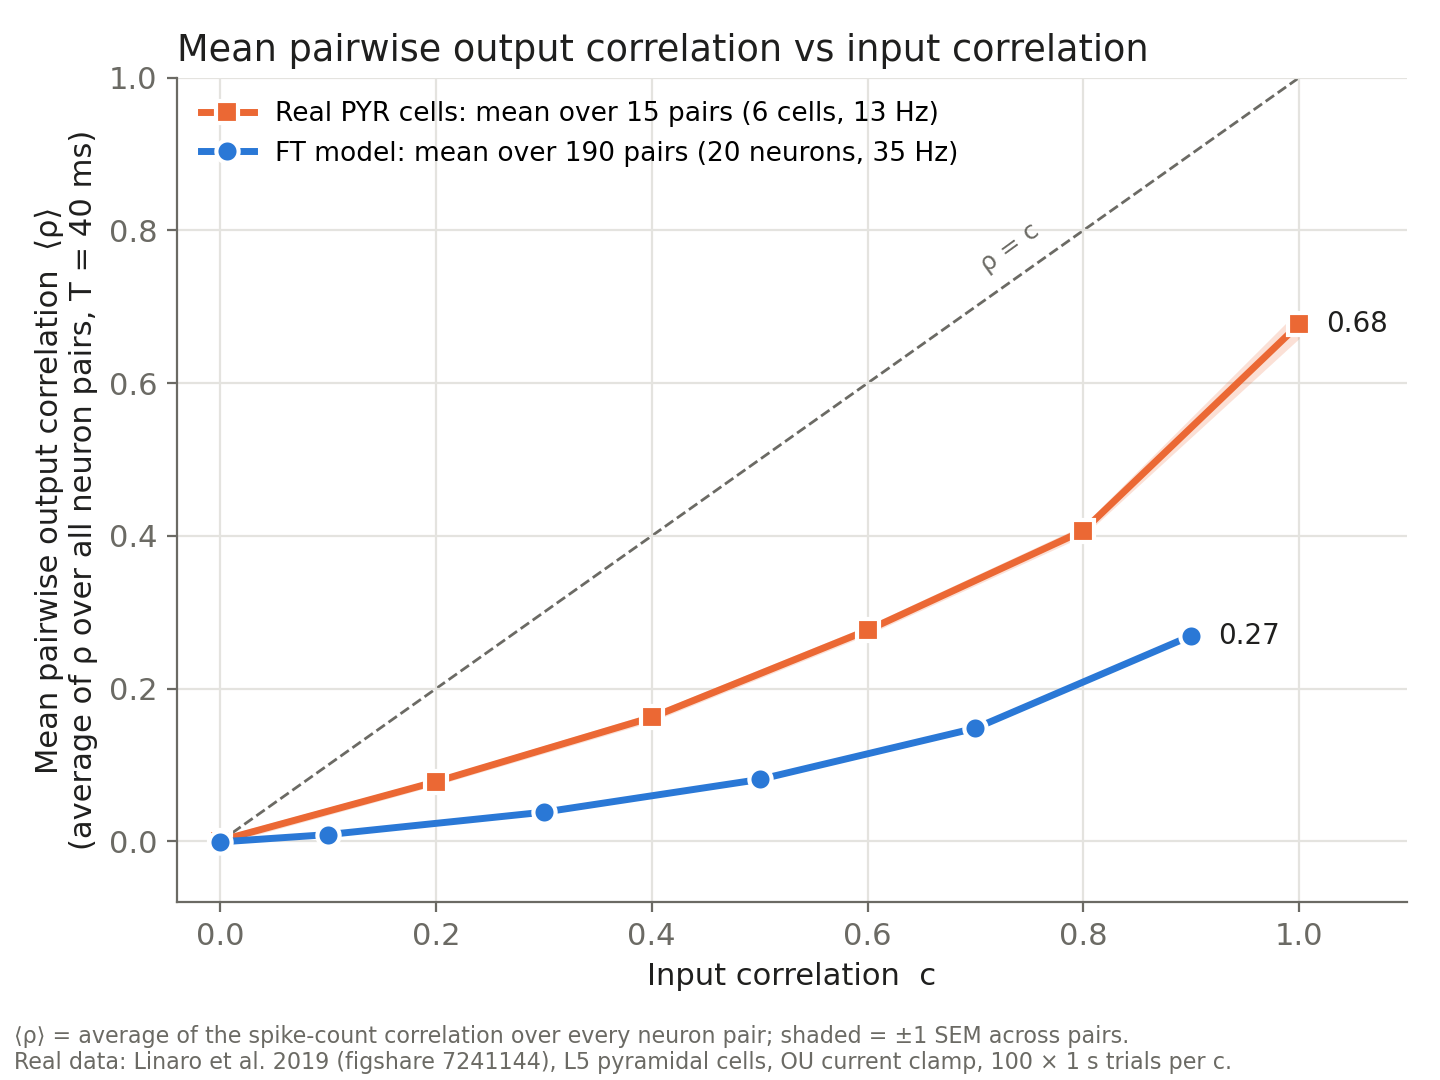 Mean pairwise output correlation vs input correlation
Real PYR cells: mean over 15 pairs (6 cells, 13 Hz)
FT model: mean over 190 pairs (20 neurons, 35 Hz)
Mean pairwise output correlation ⟨ρ⟩
(average of ρ over all neuron pairs, T = 40 ms)
1.0
0.8
0.6
0.4
0.2
0.0
ρ = c
0.68
0.27
0.0 0.2 0.4 0.6 0.8 1.0
Input correlation c
⟨ρ⟩ = average of the spike-count correlation over every neuron pair; shaded = ±1 SEM across pairs.
Real data: Linaro et al. 2019 (figshare 7241144), L5 pyramidal cells, OU current clamp, 100 × 1 s trials per c.